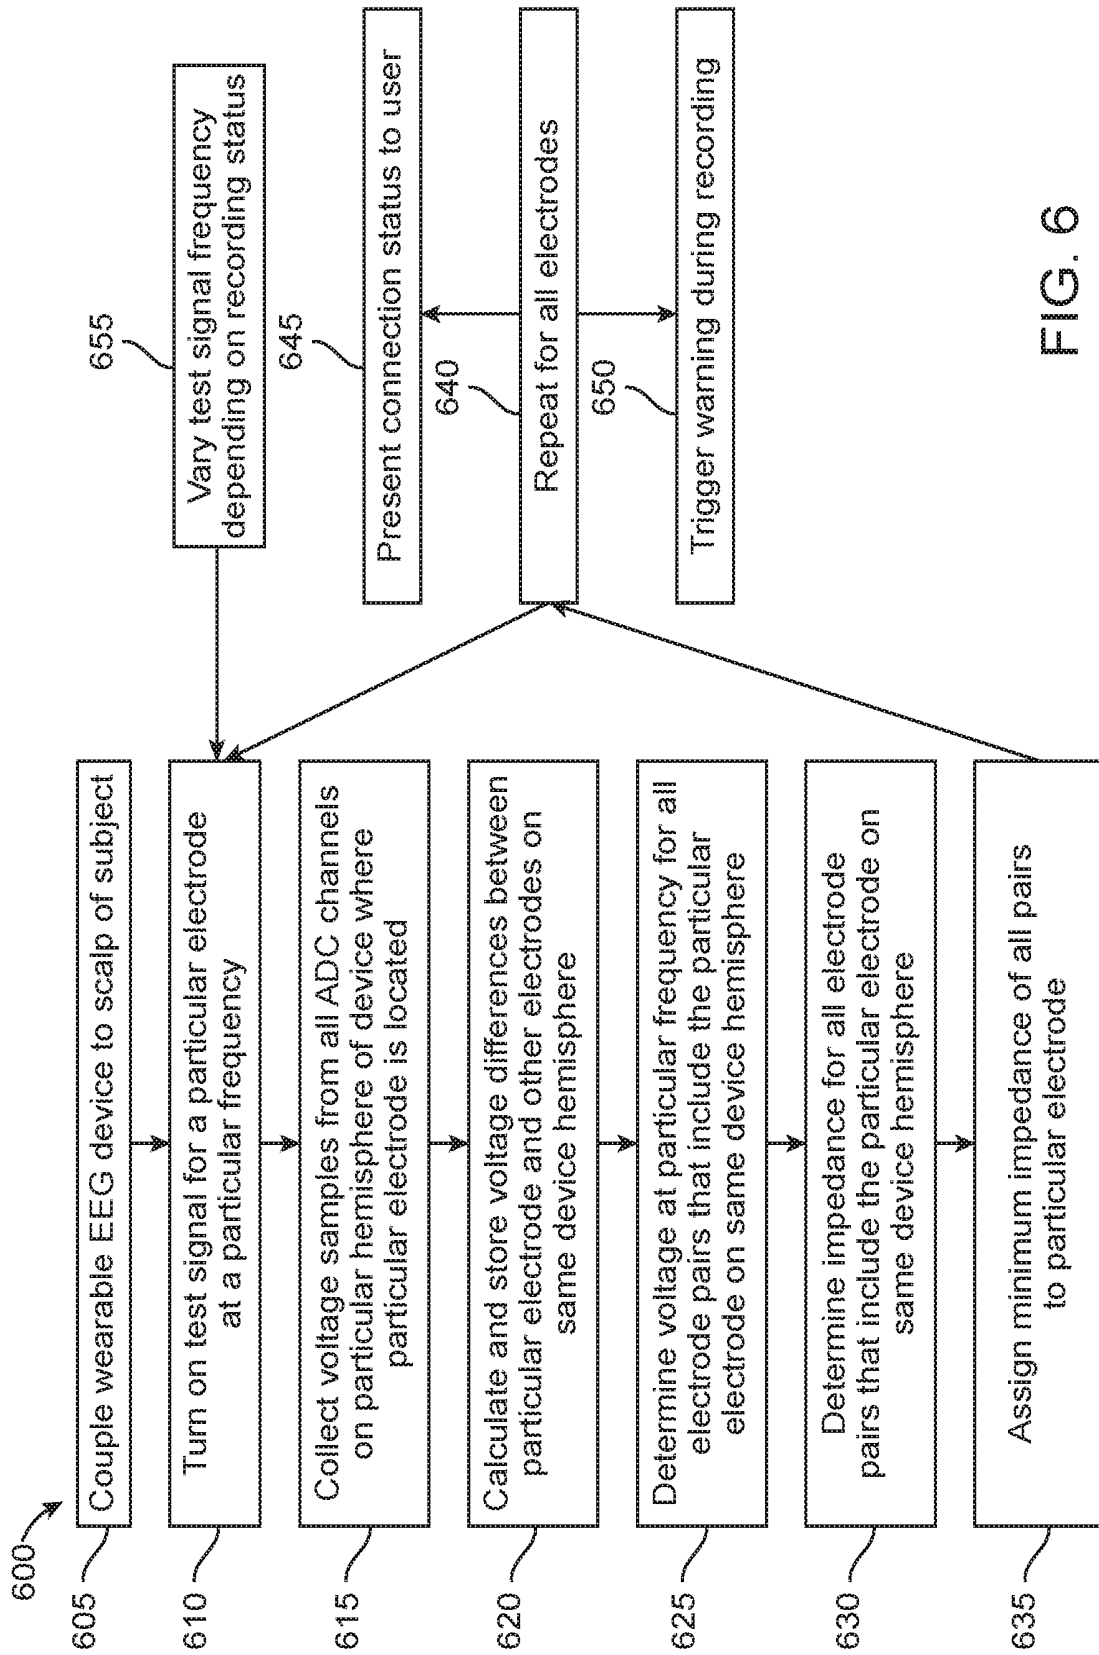 600
605
Couple wearable EEG device to scalp of subject
610
Turn on test signal for a particular electrode
at a particular frequency
615
Collect voltage samples from all ADC channels
on particular hemisphere of device where
particular electrode is located
620
Calculate and store voltage differences between
particular electrode and other electrodes on
same device hemisphere
625
Determine voltage at particular frequency for all
electrode pairs that include the particular
electrode on same device hemisphere
630
Determine impedance for all electrode
pairs that include the particular electrode on
same device hemisphere
635
Assign minimum impedance of all pairs
to particular electrode
655
Vary test signal frequency
depending on recording status
645
Present connection status to user
640
Repeat for all electrodes
650
Trigger warning during recording
FIG. 6